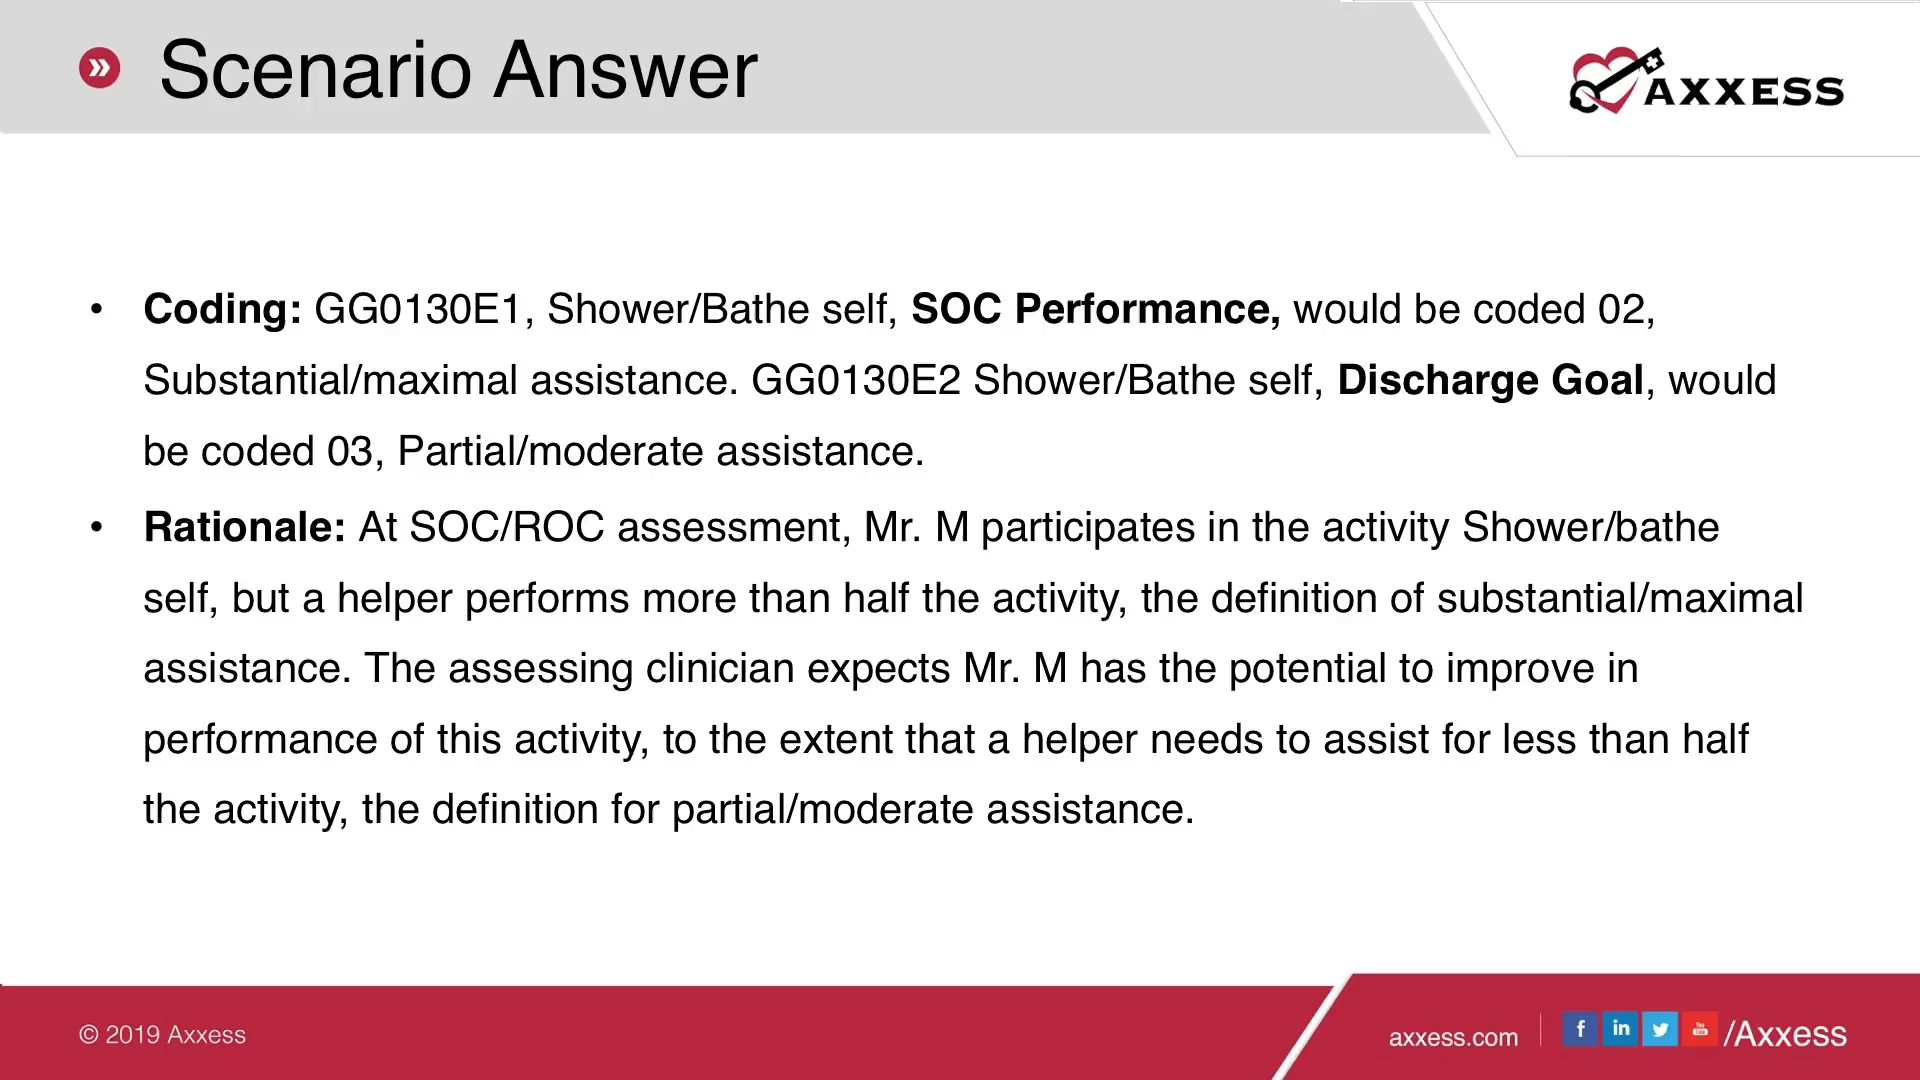 Scenario Answer
AXXESS
• Coding: GG0130E1, Shower/Bathe self, SOC Performance, would be coded 02,
Substantial/maximal assistance. GG0130E2 Shower/Bathe self, Discharge Goal, would
be coded 03, Partial/moderate assistance.
• Rationale: At SOC/ROC assessment, Mr. M participates in the activity Shower/bathe
self, but a helper performs more than half the activity, the definition of substantial/maximal
assistance. The assessing clinician expects Mr. M has the potential to improve in
performance of this activity, to the extent that a helper needs to assist for less than half
the activity, the definition for partial/moderate assistance.
© 2019 Axxess
axxess.com
f in You Tube /Axxess